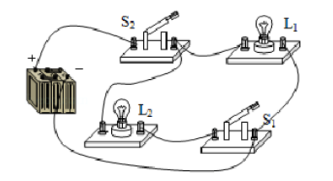 S₂
L₁
+
−
L₂
S₁